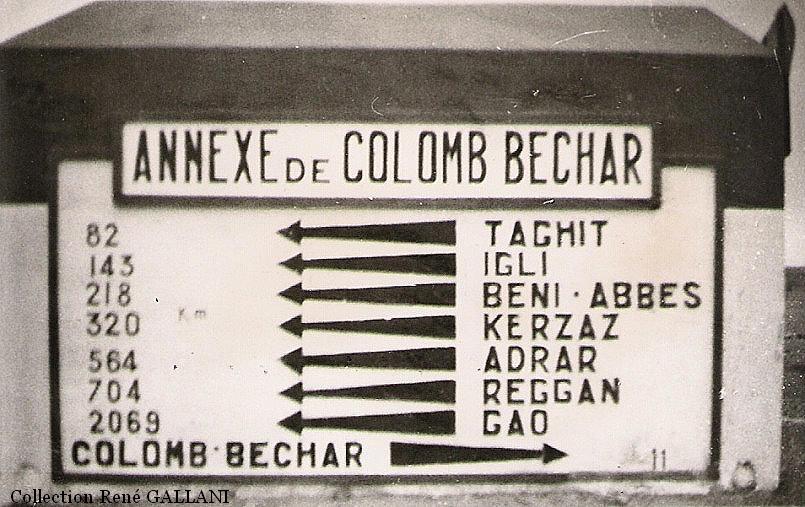 ANNEXE DE COLOMB BECHAR
82 TAGHIT
143 IGLI
218 BENI·ABBES
320 Km KERZAZ
564 ADRAR
704 REGGAN
2069 GAO
COLOMB·BECHAR 11
Collection René GALLANI